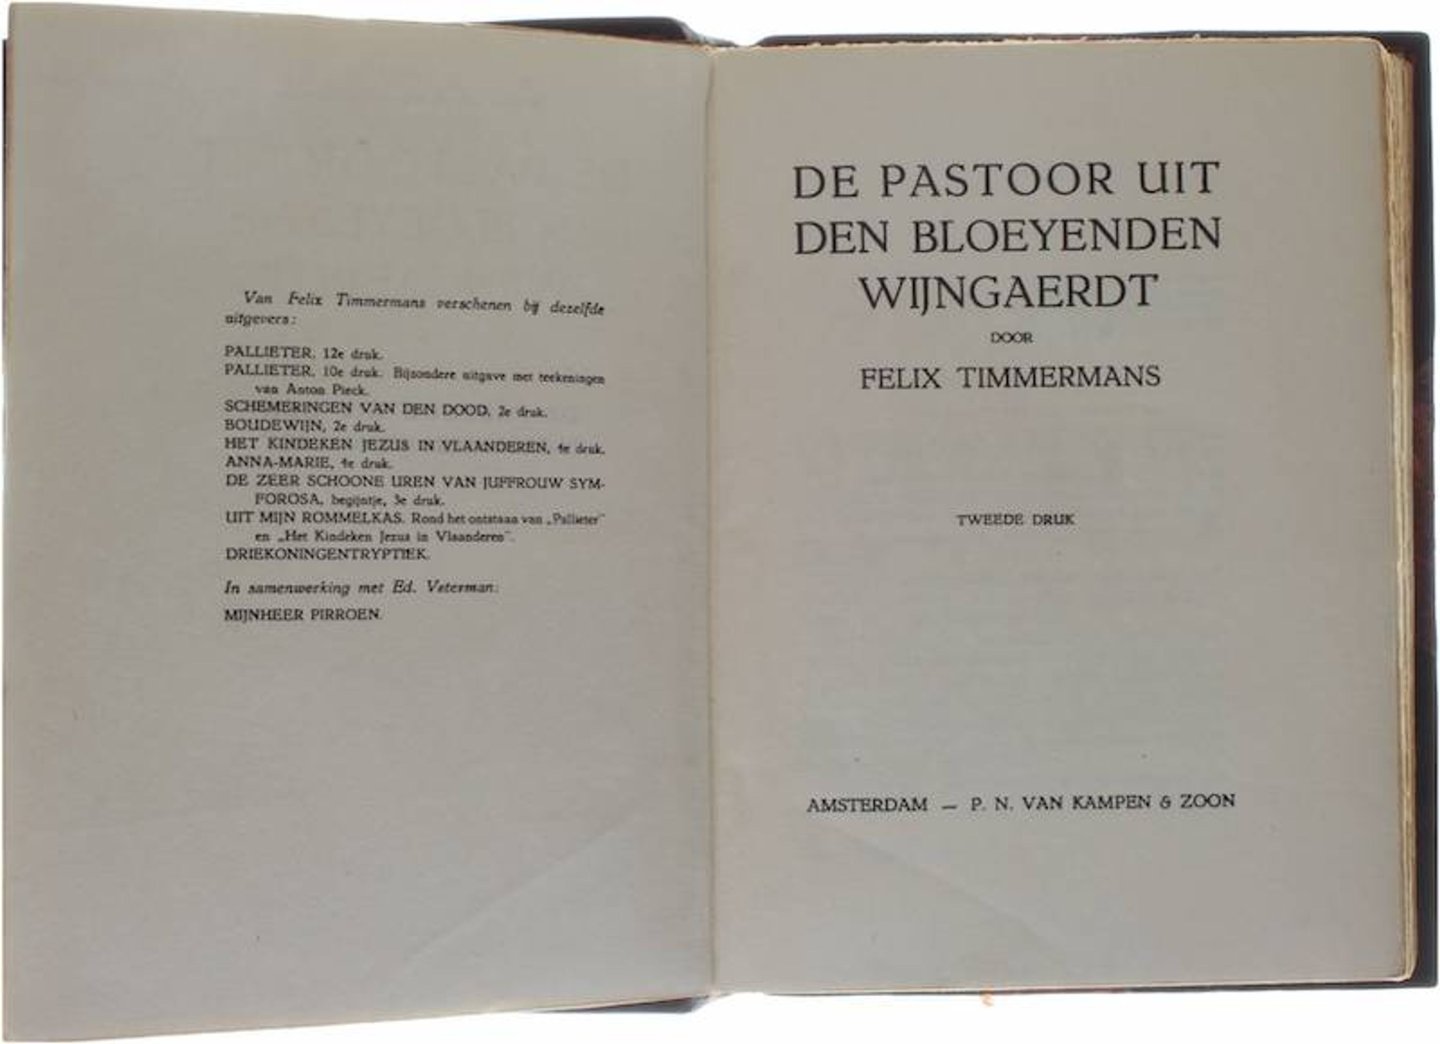 Van Felix Timmermans verschenen bij dezelfde
uitgevers:
PALLIETER, 12e druk.
PALLIETER, 10e druk. Bijzondere uitgave met teekeningen
van Anton Pieck.
SCHEMERINGEN VAN DEN DOOD, 2e druk.
BOUDEWIJN, 2e druk.
HET KINDEKEN JEZUS IN VLAANDEREN, 4e druk.
ANNA-MARIE, 4e druk.
DE ZEER SCHOONE UREN VAN JUFFROUW SYM-
FOROSA, begijntje, 3e druk.
UIT MIJN ROMMELKAS. Rond het ontstaan van „Pallieter"
en „Het Kindeken Jezus in Vlaanderen".
DRIEKONINGENTRYPTIEK.
In samenwerking met Ed. Veterman:
MIJNHEER PIRROEN.
DE PASTOOR UIT
DEN BLOEYENDEN
WIJNGAERDT
DOOR
FELIX TIMMERMANS
TWEEDE DRUK
AMSTERDAM — P. N. VAN KAMPEN & ZOON